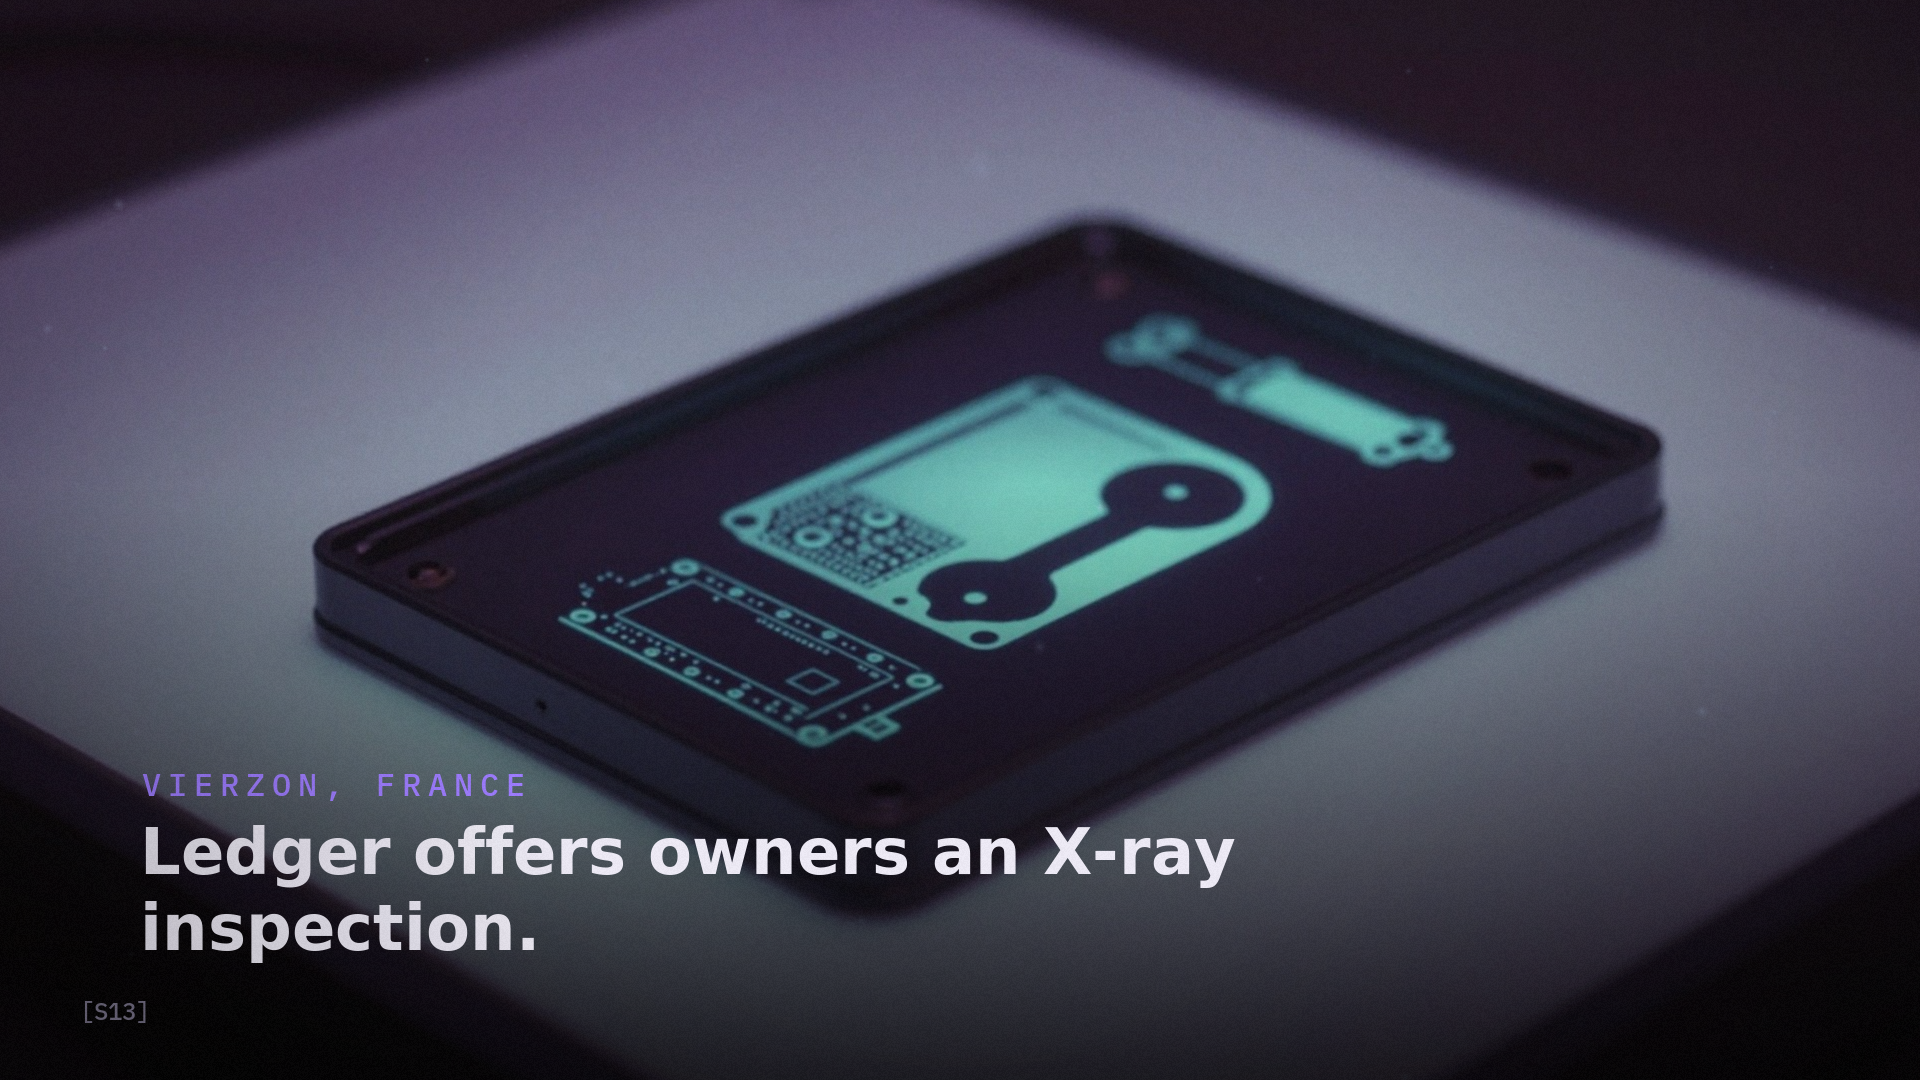 VIERZON, FRANCE
Ledger offers owners an X-ray
inspection.
[S13]